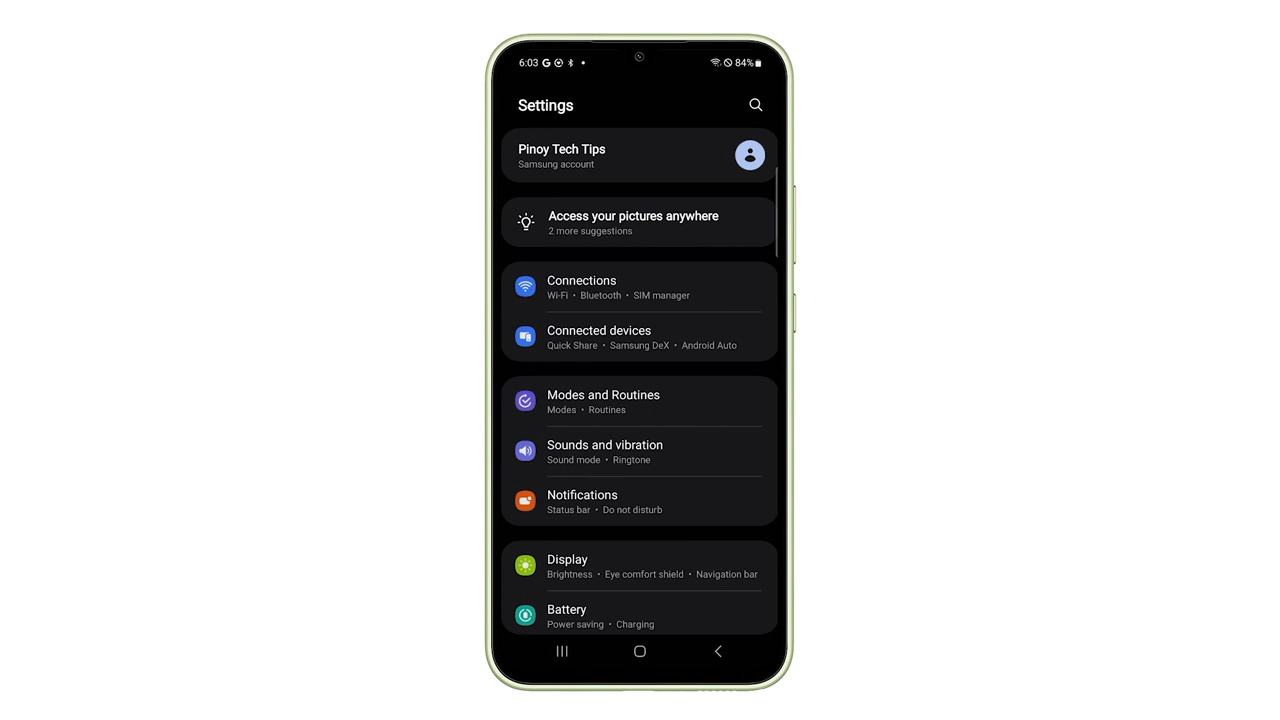 6:03 84%
Settings
Pinoy Tech Tips
Samsung account
Access your pictures anywhere
2 more suggestions
Connections
Wi-Fi • Bluetooth • SIM manager
Connected devices
Quick Share • Samsung DeX • Android Auto
Modes and Routines
Modes • Routines
Sounds and vibration
Sound mode • Ringtone
Notifications
Status bar • Do not disturb
Display
Brightness • Eye comfort shield • Navigation bar
Battery
Power saving • Charging